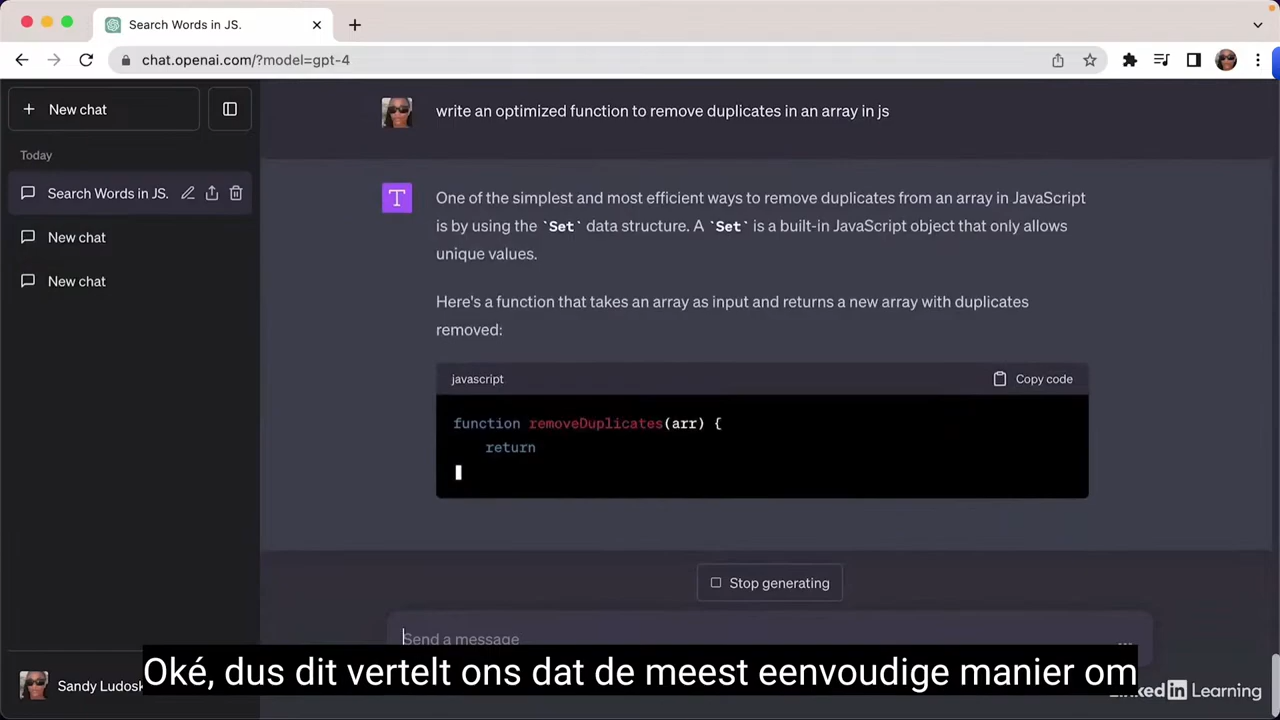 Search Words in JS.
chat.openai.com/?model=gpt-4
New chat
Today
Search Words in JS.
New chat
New chat
write an optimized function to remove duplicates in an array in js
T
One of the simplest and most efficient ways to remove duplicates from an array in JavaScript
is by using the `Set` data structure. A `Set` is a built-in JavaScript object that only allows
unique values.
Here's a function that takes an array as input and returns a new array with duplicates
removed:
javascript
Copy code
function removeDuplicates(arr) {
return
Stop generating
Send a message
Sandy Ludosk
Oké, dus dit vertelt ons dat de meest eenvoudige manier om
Linked in Learning